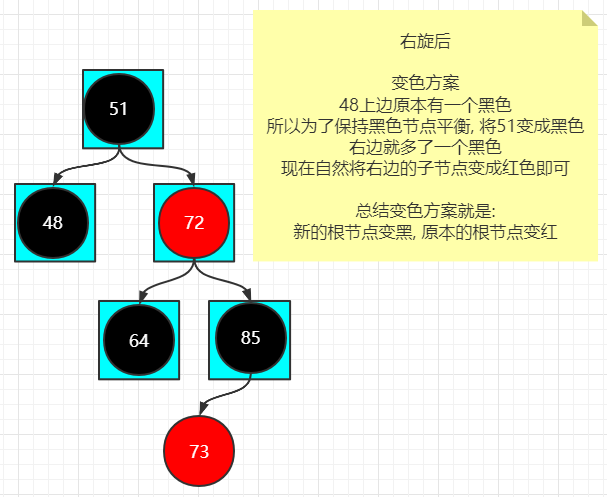 右旋后
变色方案
48上边原本有一个黑色
所以为了保持黑色节点平衡, 将51变成黑色
右边就多了一个黑色
现在自然将右边的子节点变成红色即可
总结变色方案就是:
新的根节点变黑, 原本的根节点变红
51
48
72
64
85
73